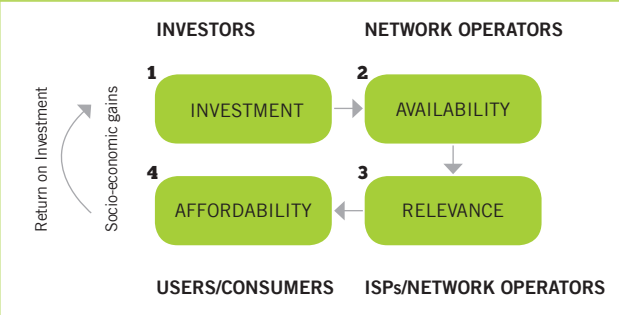 INVESTORS
NETWORK OPERATORS
1
INVESTMENT
2
AVAILABILITY
Return on Investment
Socio-economic gains
4
AFFORDABILITY
3
RELEVANCE
USERS/CONSUMERS
ISPs/NETWORK OPERATORS